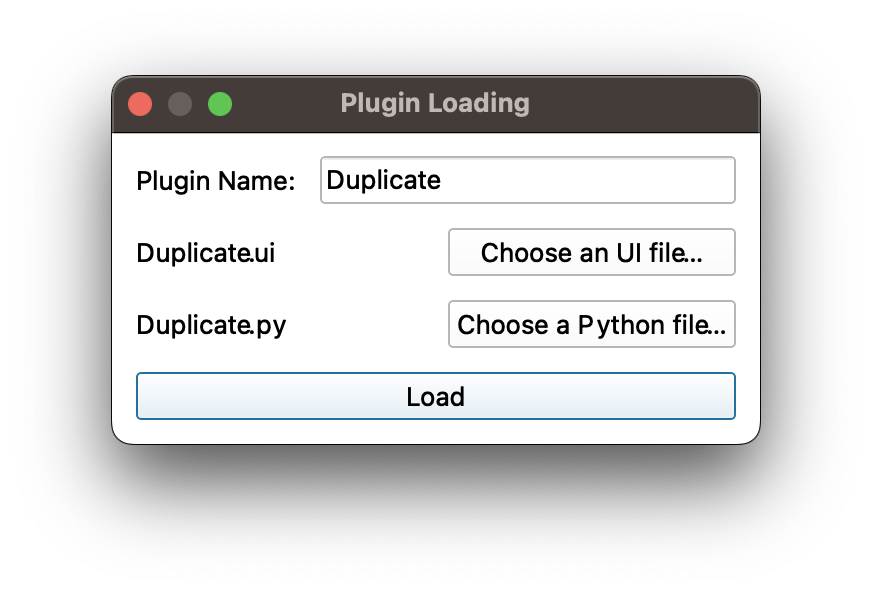 Plugin Loading
Plugin Name: Duplicate
Duplicate.ui Choose an UI file...
Duplicate.py Choose a Python file...
Load